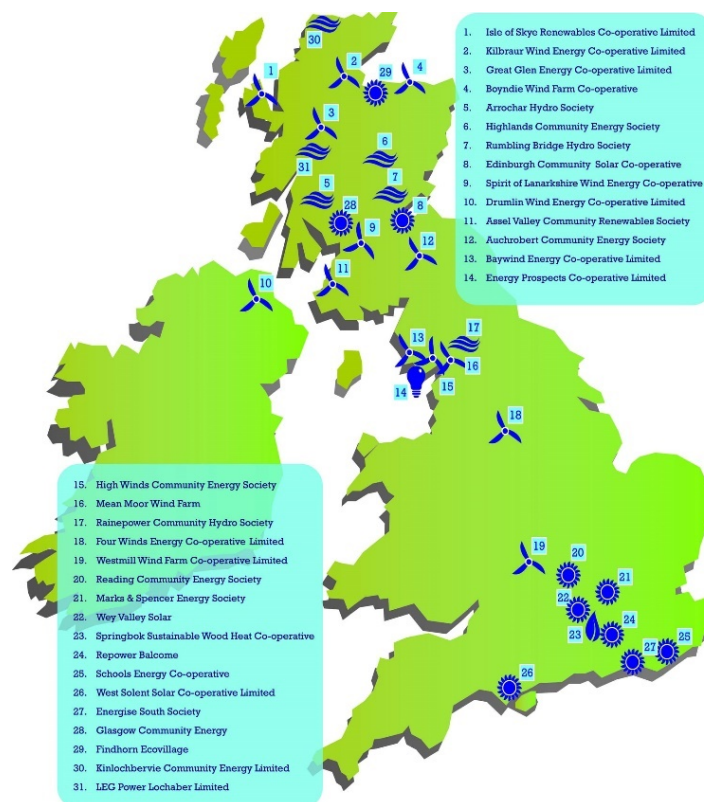 1. Isle of Skye Renewables Co-operative Limited
2. Kilbraur Wind Energy Co-operative Limited
3. Great Glen Energy Co-operative Limited
4. Boyndie Wind Farm Co-operative
5. Arrochar Hydro Society
6. Highlands Community Energy Society
7. Rumbling Bridge Hydro Society
8. Edinburgh Community Solar Co-operative
9. Spirit of Lanarkshire Wind Energy Co-operative
10. Drumlin Wind Energy Co-operative Limited
11. Assel Valley Community Renewables Society
12. Auchrobert Community Energy Society
13. Baywind Energy Co-operative Limited
14. Energy Prospects Co-operative Limited
30
1
2
29
4
3
31
6
5
7
28
8
9
12
11
10
13
17
16
14
15
18
15. High Winds Community Energy Society
16. Mean Moor Wind Farm
17. Rainepower Community Hydro Society
18. Four Winds Energy Co-operative Limited
19. Westmill Wind Farm Co-operative Limited
20. Reading Community Energy Society
21. Marks & Spencer Energy Society
22. Wey Valley Solar
23. Springbok Sustainable Wood Heat Co-operative
24. Repower Balcome
25. Schools Energy Co-operative
26. West Solent Solar Co-operative Limited
27. Energise South Society
28. Glasgow Community Energy
29. Findhorn Ecovillage
30. Kinlochbervie Community Energy Limited
31. LEG Power Lochaber Limited
19
20
21
22
24
23
25
27
26